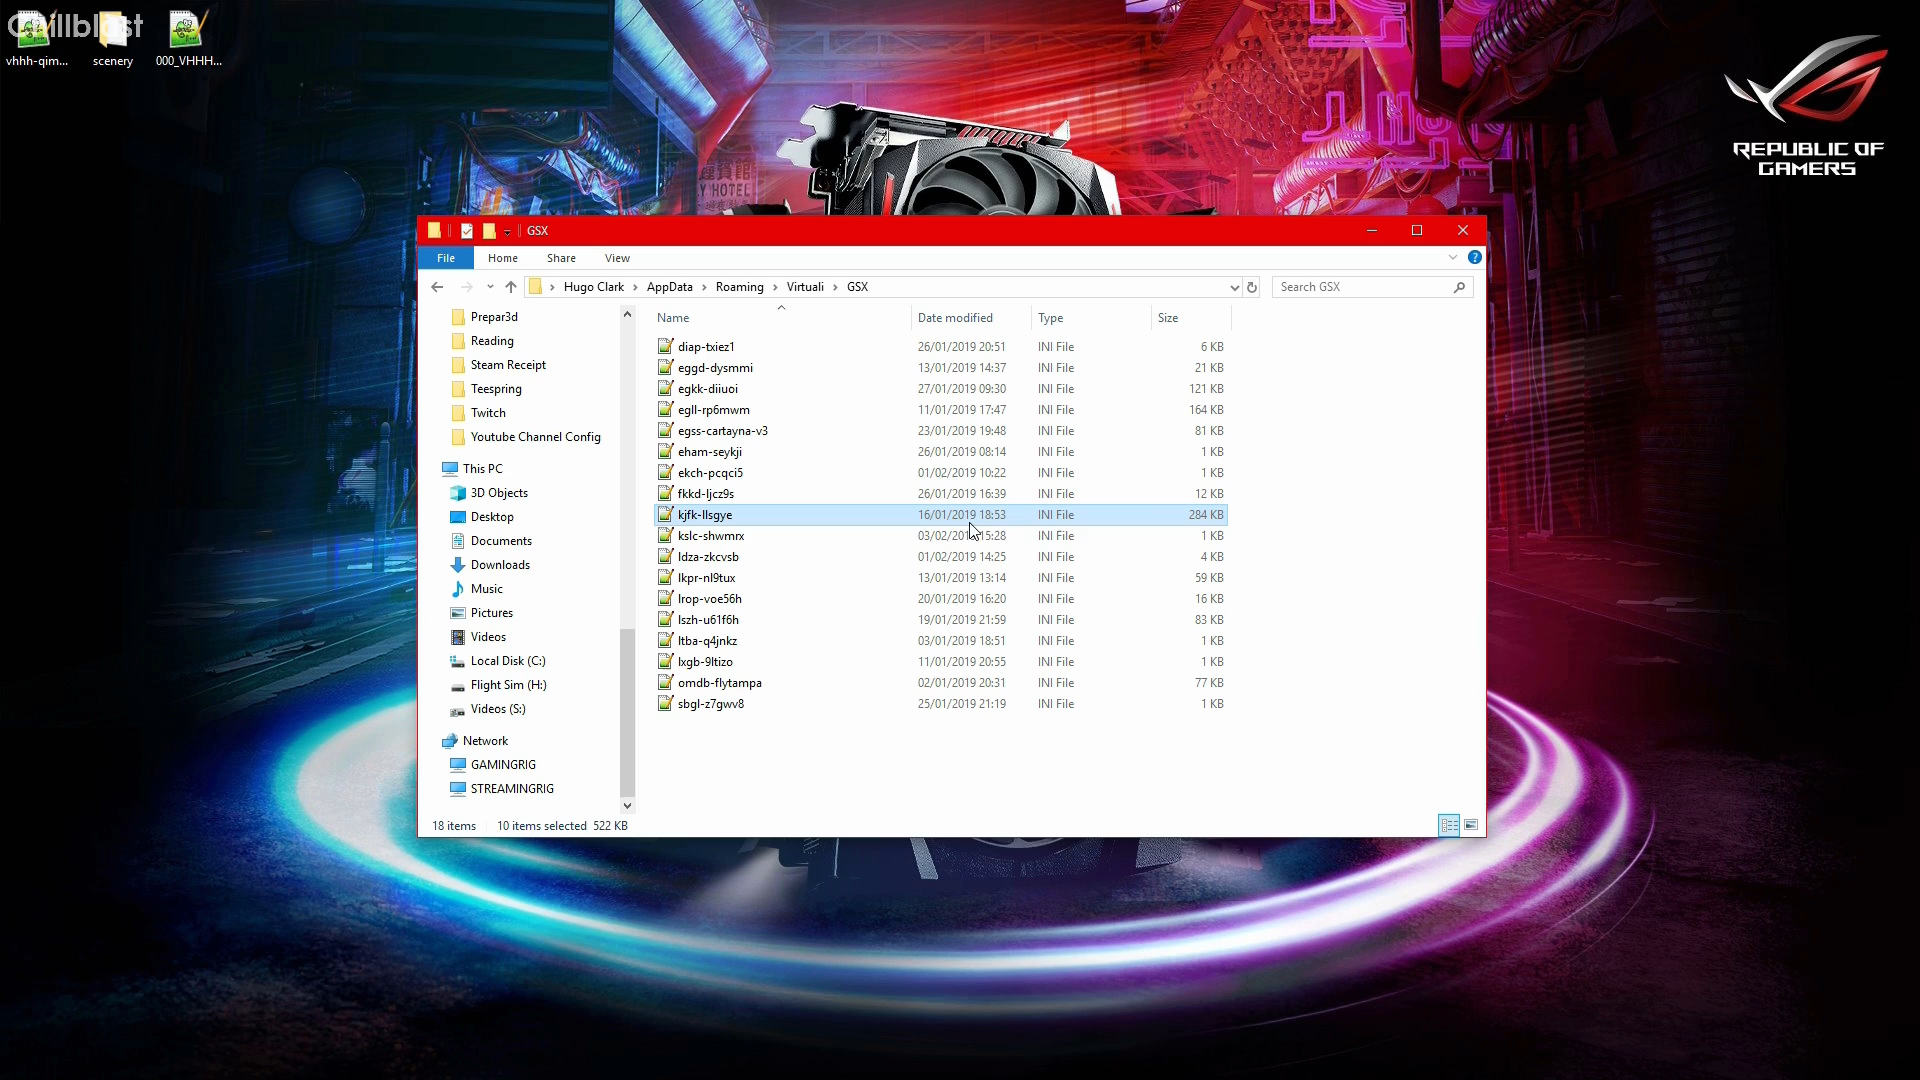 Chillblast
vhhh-qim...
scenery
000_VHHH...
REPUBLIC OF
GAMERS
Y HOTEL
GSX
File
Home
Share
View
Hugo Clark
AppData
Roaming
Virtuali
GSX
Search GSX
Prepar3d
Reading
Steam Receipt
Teespring
Twitch
Youtube Channel Config
This PC
3D Objects
Desktop
Documents
Downloads
Music
Pictures
Videos
Local Disk (C:)
Flight Sim (H:)
Videos (S:)
Network
GAMINGRIG
STREAMINGRIG
Name Date modified Type Size
diap-txiez1 26/01/2019 20:51 INI File 6 KB
eggd-dysmmi 13/01/2019 14:37 INI File 21 KB
egkk-diiuoi 27/01/2019 09:30 INI File 121 KB
egll-rp6mwm 11/01/2019 17:47 INI File 164 KB
egss-cartayna-v3 23/01/2019 19:48 INI File 81 KB
eham-seykji 26/01/2019 08:14 INI File 1 KB
ekch-pcqci5 01/02/2019 10:22 INI File 1 KB
fkkd-ljcz9s 26/01/2019 16:39 INI File 12 KB
kjfk-llsgye 16/01/2019 18:53 INI File 284 KB
kslc-shwmrx 03/02/2019 15:28 INI File 1 KB
ldza-zkcvsb 01/02/2019 14:25 INI File 4 KB
lkpr-nl9tux 13/01/2019 13:14 INI File 59 KB
lrop-voe56h 20/01/2019 16:20 INI File 16 KB
lszh-u61f6h 19/01/2019 21:59 INI File 83 KB
ltba-q4jnkz 03/01/2019 18:51 INI File 1 KB
lxgb-9ltizo 11/01/2019 20:55 INI File 1 KB
omdb-flytampa 02/01/2019 20:31 INI File 77 KB
sbgl-z7gwv8 25/01/2019 21:19 INI File 1 KB
18 items 10 items selected 522 KB